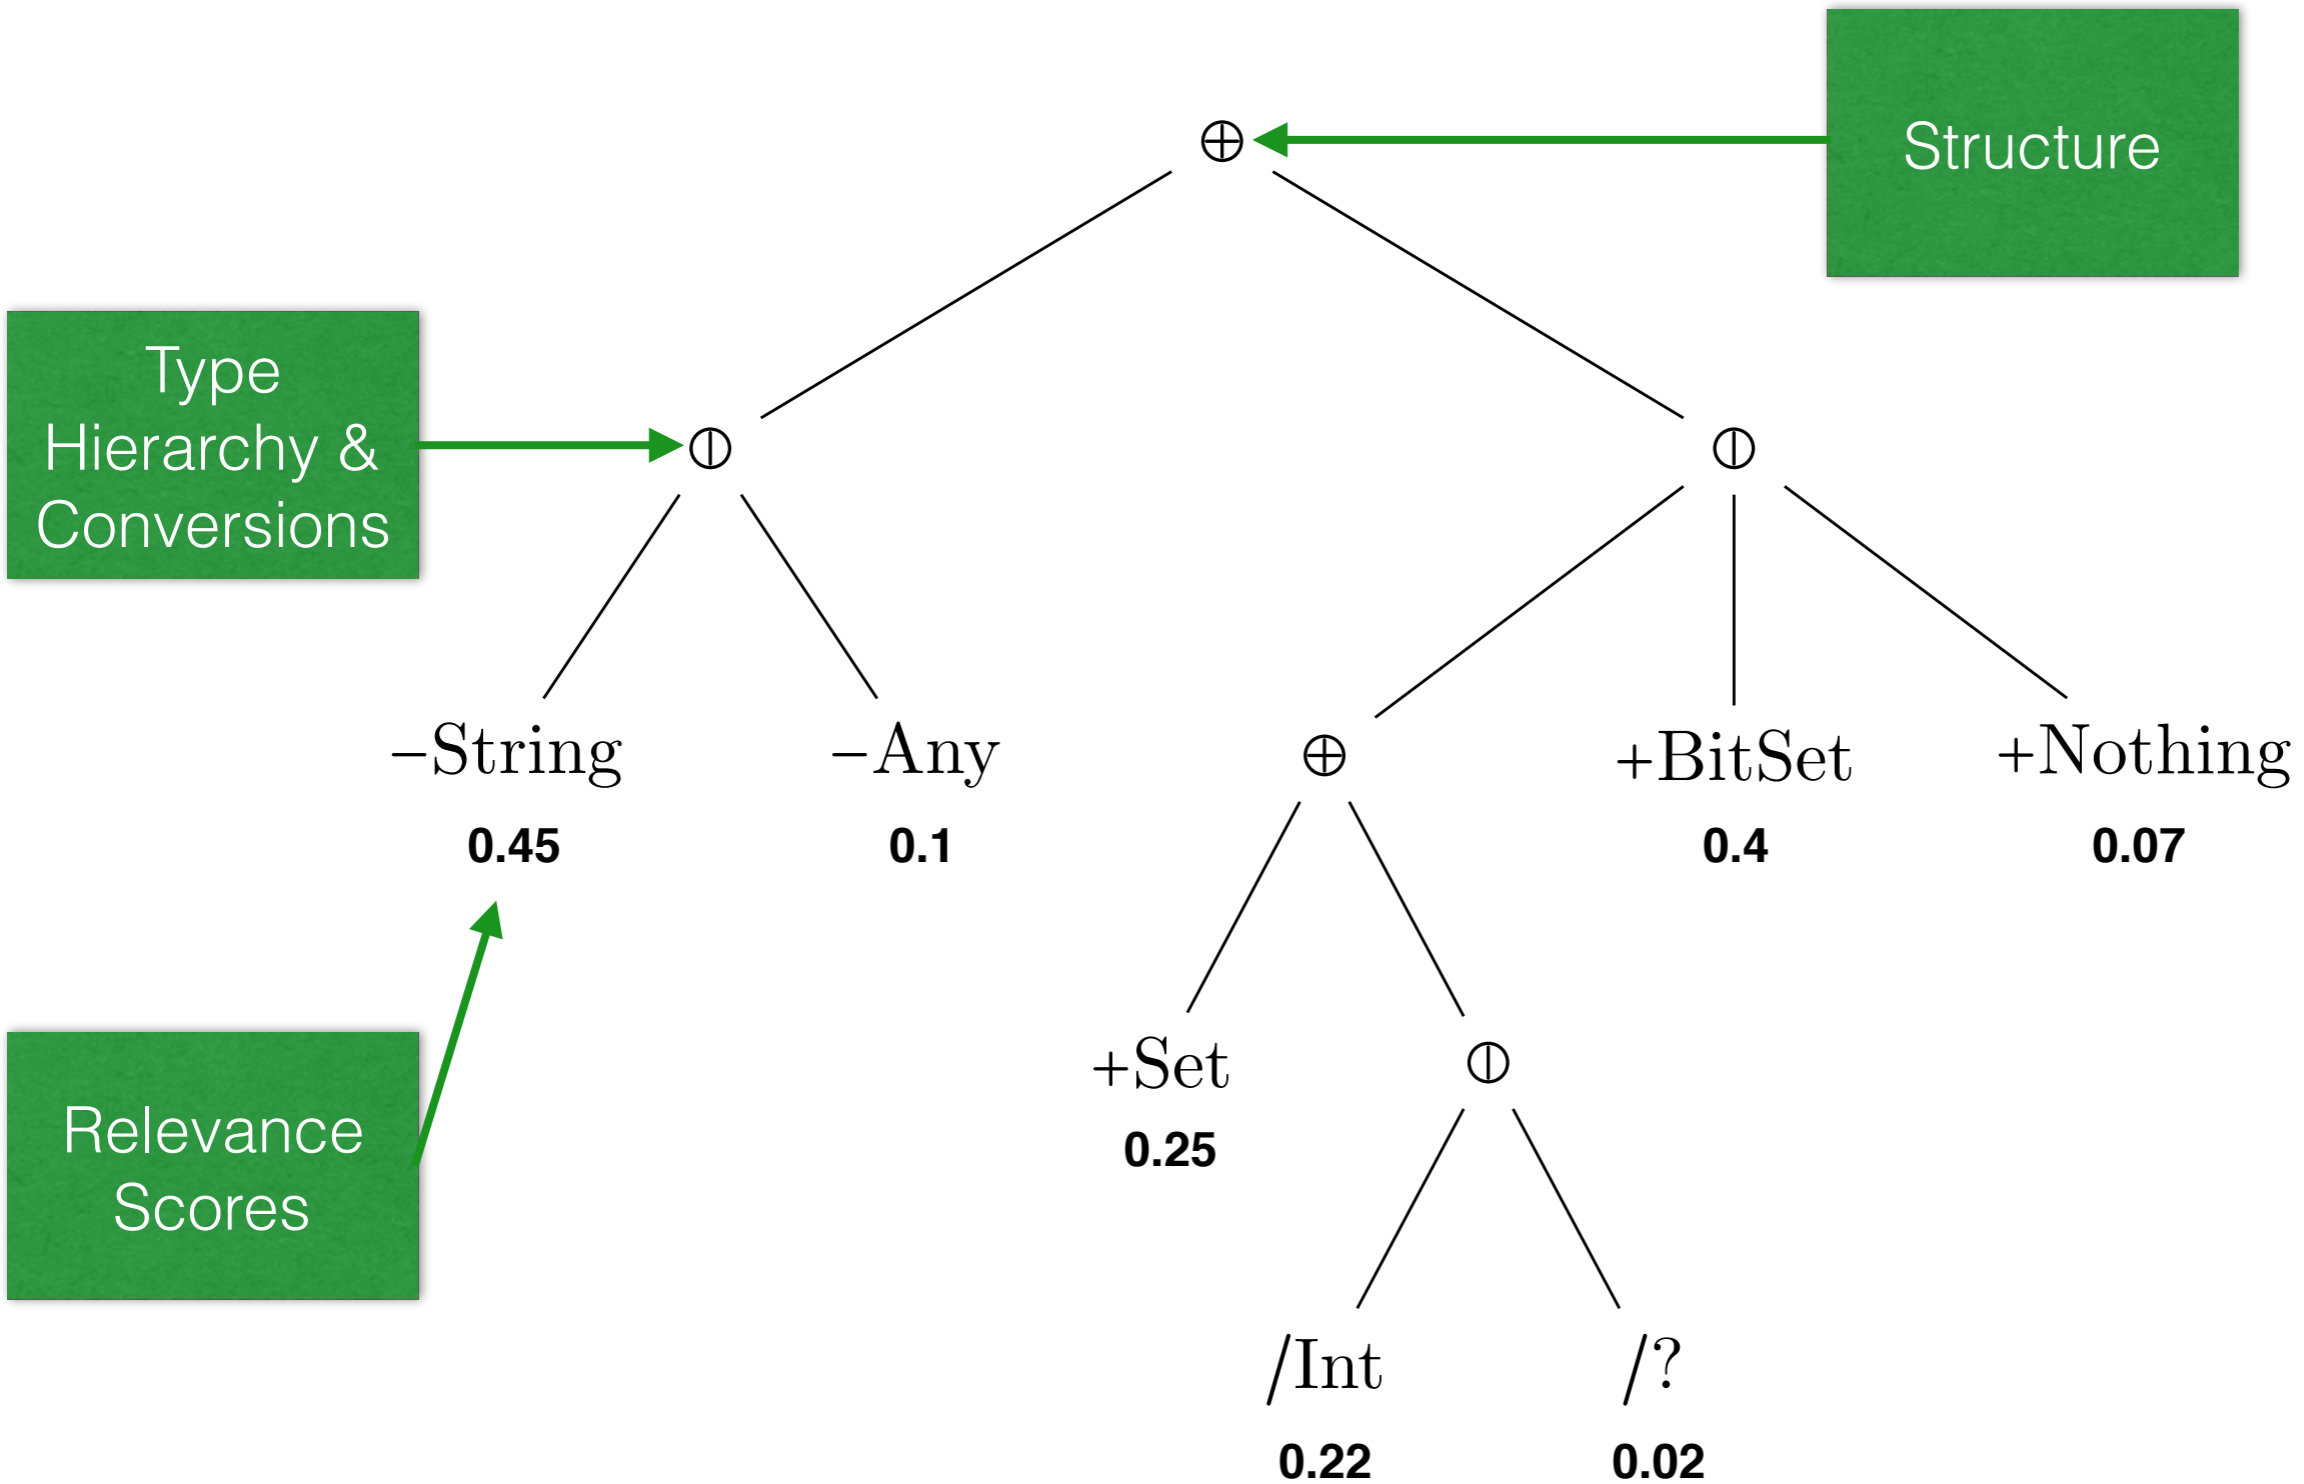 Structure
⊕
Type
Hierarchy &
Conversions
⦶
⦶
–String
–Any
⊕
+BitSet
+Nothing
0.45
0.1
0.4
0.07
+Set
⦶
0.25
Relevance
Scores
/Int
/?
0.22
0.02